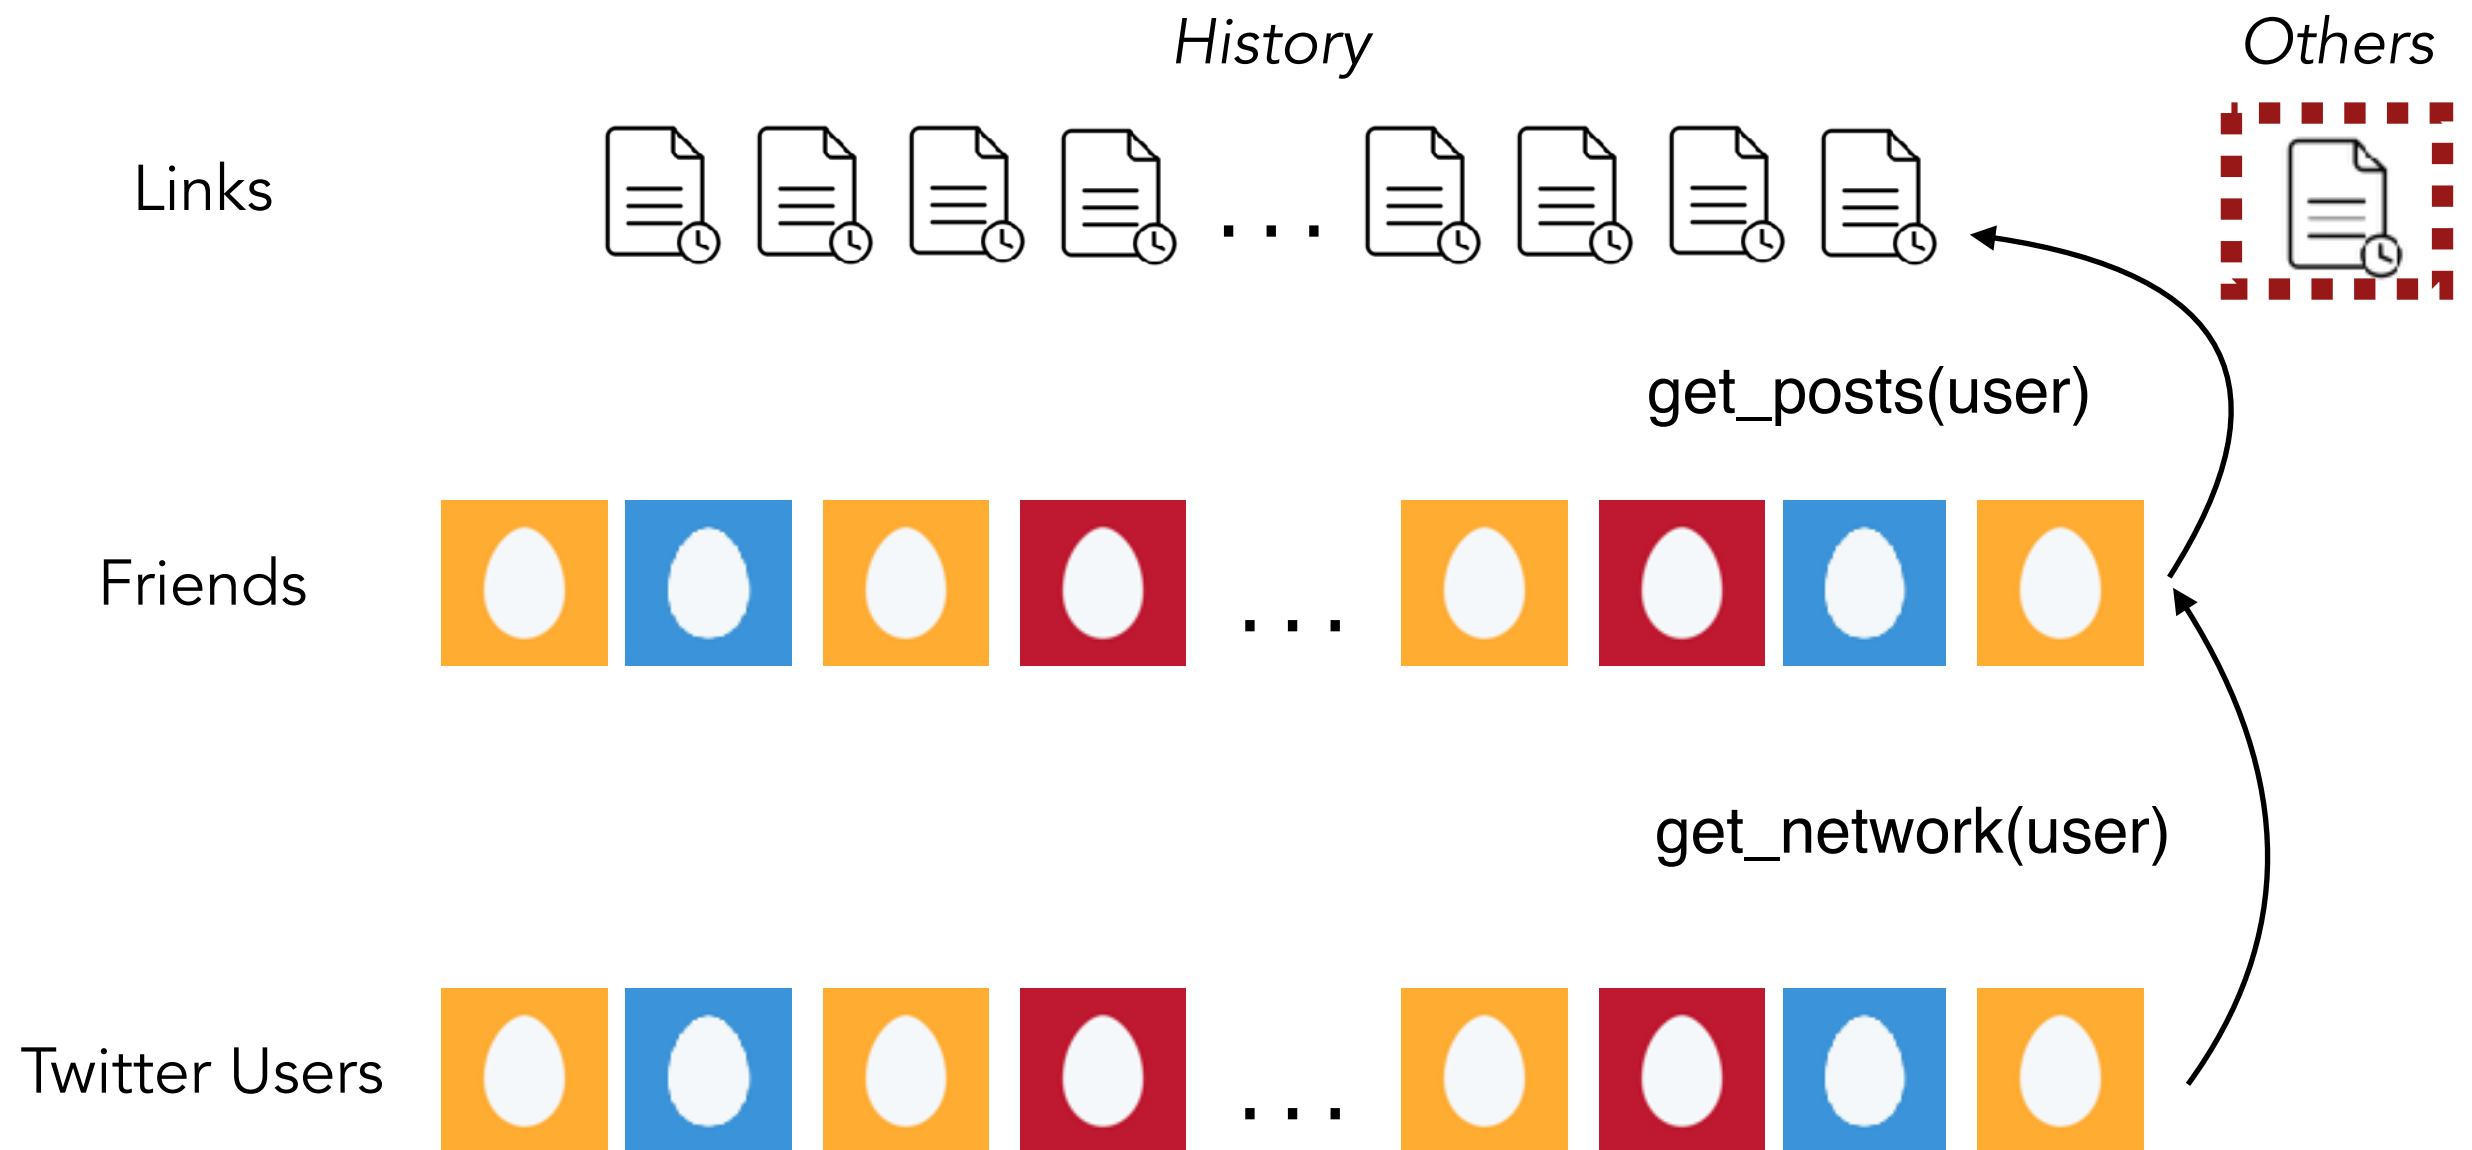 History
Others
Links
. . .
get_posts(user)
Friends
. . .
get_network(user)
Twitter Users
. . .